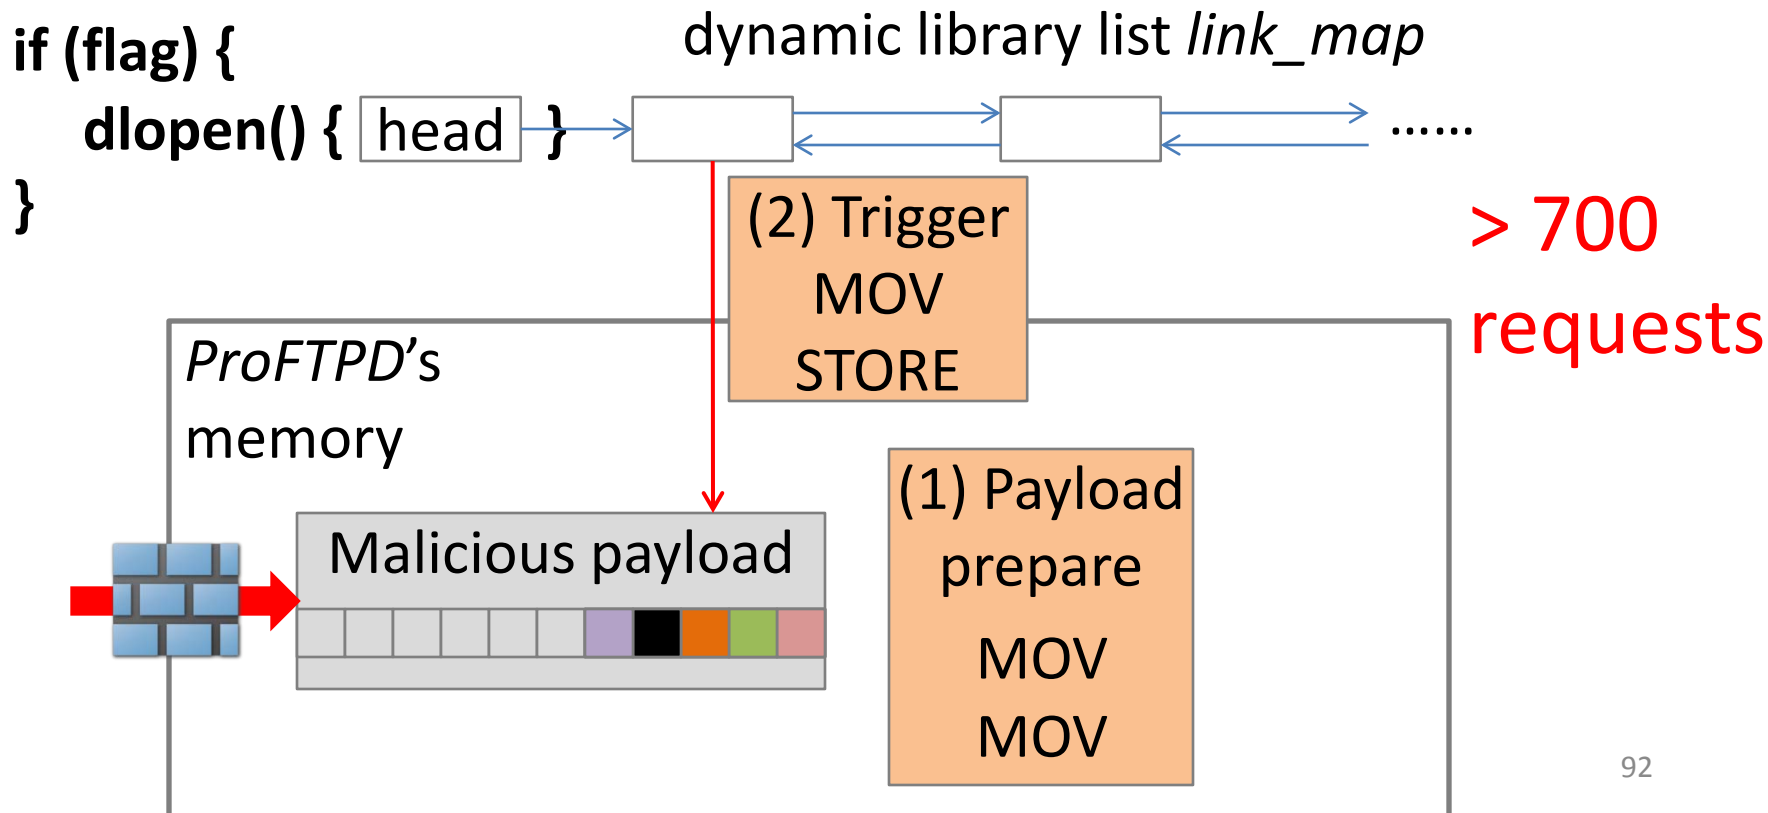 if (flag) {
dynamic library list link_map
dlopen() { head }
......
}
(2) Trigger
MOV
STORE
> 700
requests
ProFTPD's
memory
(1) Payload
prepare
MOV
MOV
Malicious payload
92